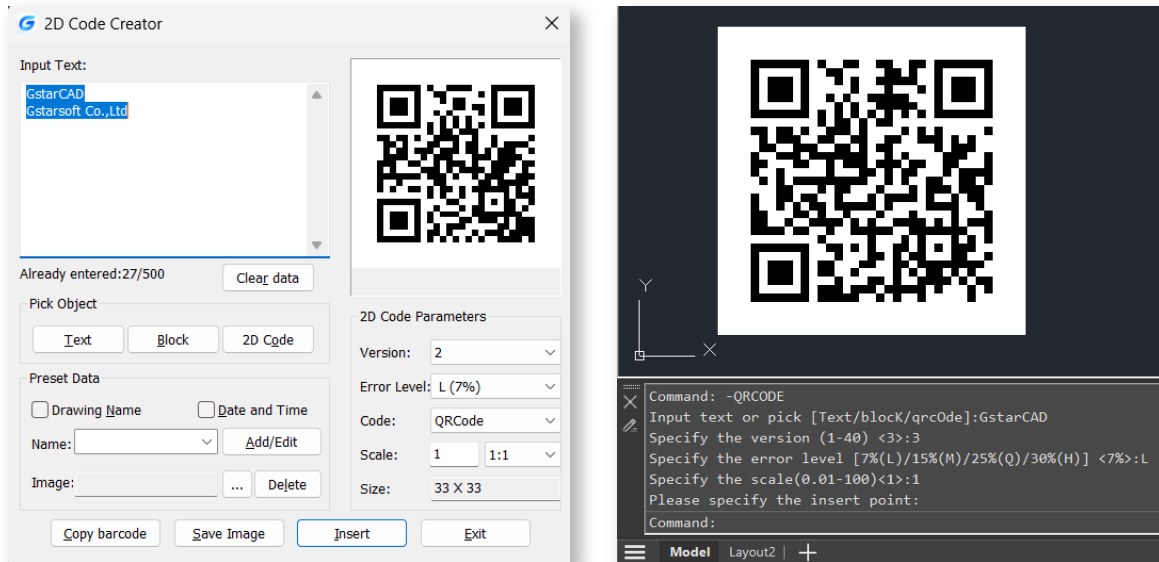 2D Code Creator
Input Text:
GstarCAD
Gstarsoft Co.,Ltd
Already entered:27/500
Clear data
Pick Object
Text
Block
2D Code
Preset Data
Drawing Name
Date and Time
Name:
Add/Edit
Image:
...
Delete
2D Code Parameters
Version: 2
Error Level: L (7%)
Code: QRCode
Scale: 1 1:1
Size: 33 X 33
Copy barcode
Save Image
Insert
Exit
Y
X
Command: -QRCODE
Input text or pick [Text/blocK/qrcOde]:GstarCAD
Specify the version (1-40) <3>:3
Specify the error level [7%(L)/15%(M)/25%(Q)/30%(H)] <7%>:L
Specify the scale(0.01-100)<1>:1
Please specify the insert point:
Command:
Model Layout2